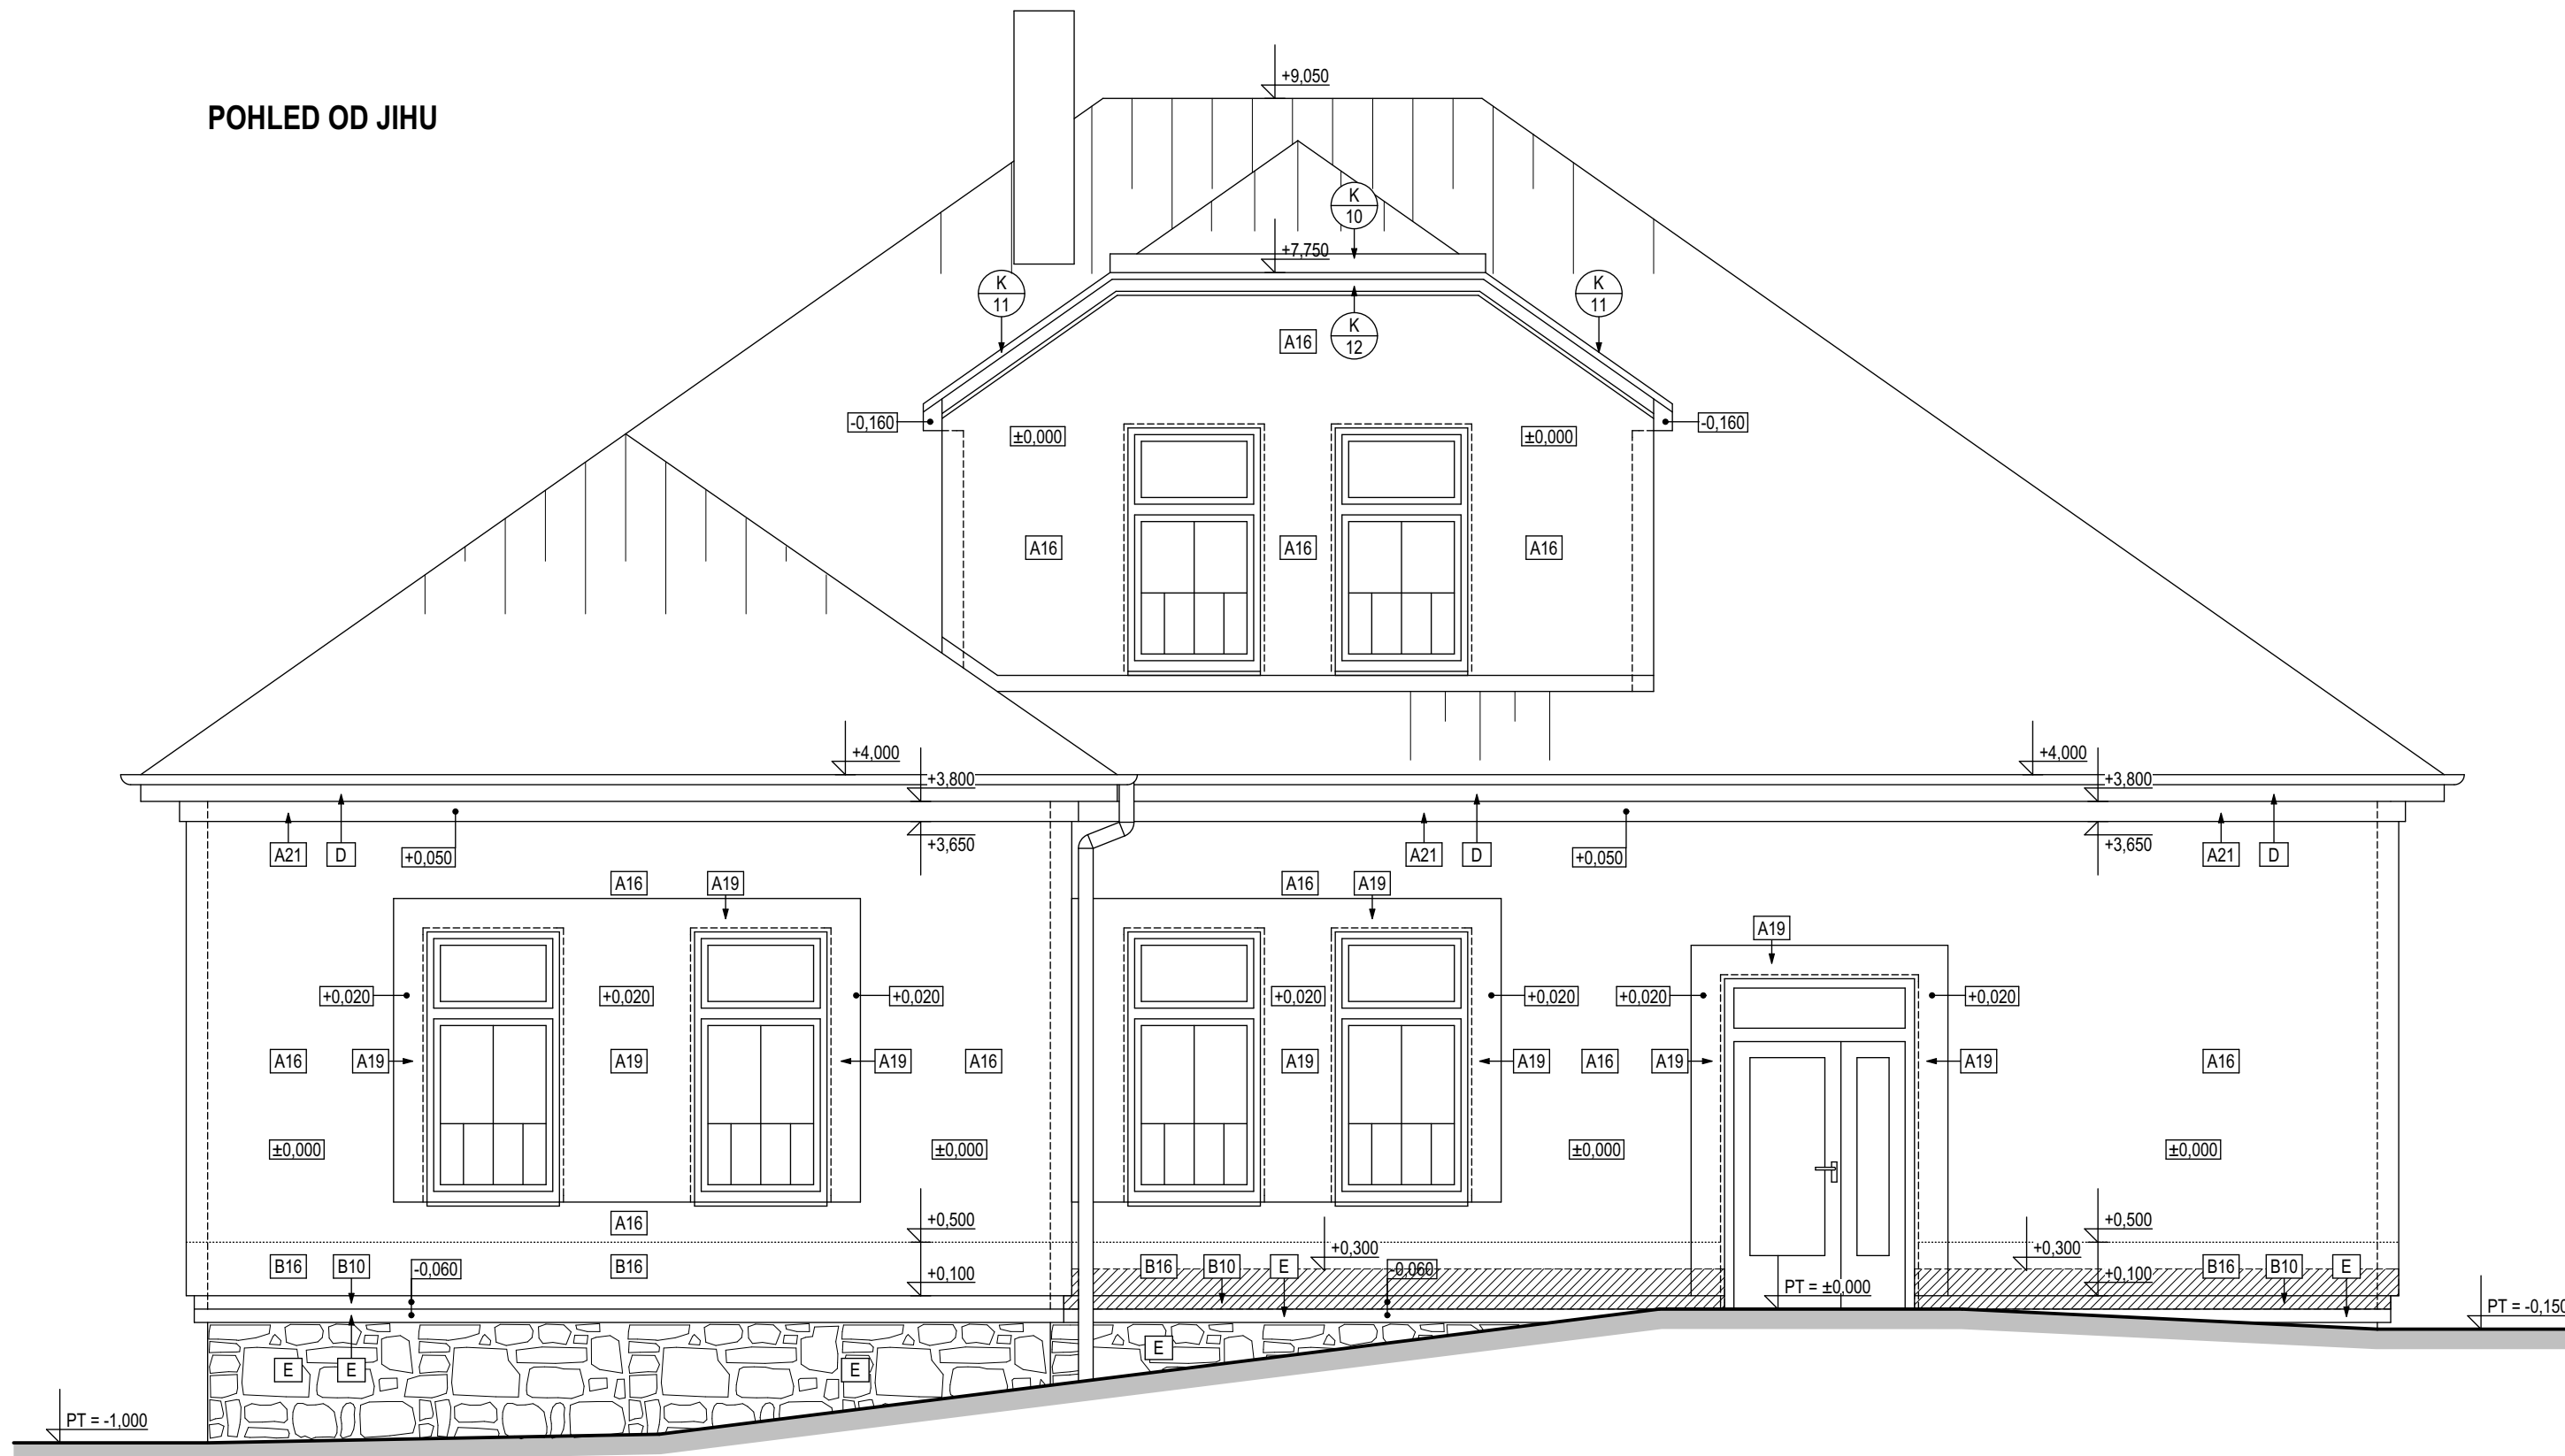 +9,050
POHLED OD JIHU
K
10
+7,750
K
11
K
11
K
12
A16
-0,160
-0,160
±0,000
±0,000
A16
A16
A16
+4,000
+4,000
+3,800
+3,800
+3,650
+3,650
A21
D
+0,050
A21
D
+0,050
A21
D
A16
A19
A16
A19
A19
+0,020
+0,020
+0,020
+0,020
+0,020
+0,020
+0,020
A16
A19
A19
A19
A16
A19
A19
A16
A19
A19
A16
±0,000
±0,000
±0,000
±0,000
A16
+0,500
+0,500
+0,300
+0,300
B16
B10
-0,060
B16
+0,100
B16
B10
E
-0,060
+0,100
B16
B10
E
PT = ±0,000
PT = -0,150
E
E
E
E
PT = -1,000